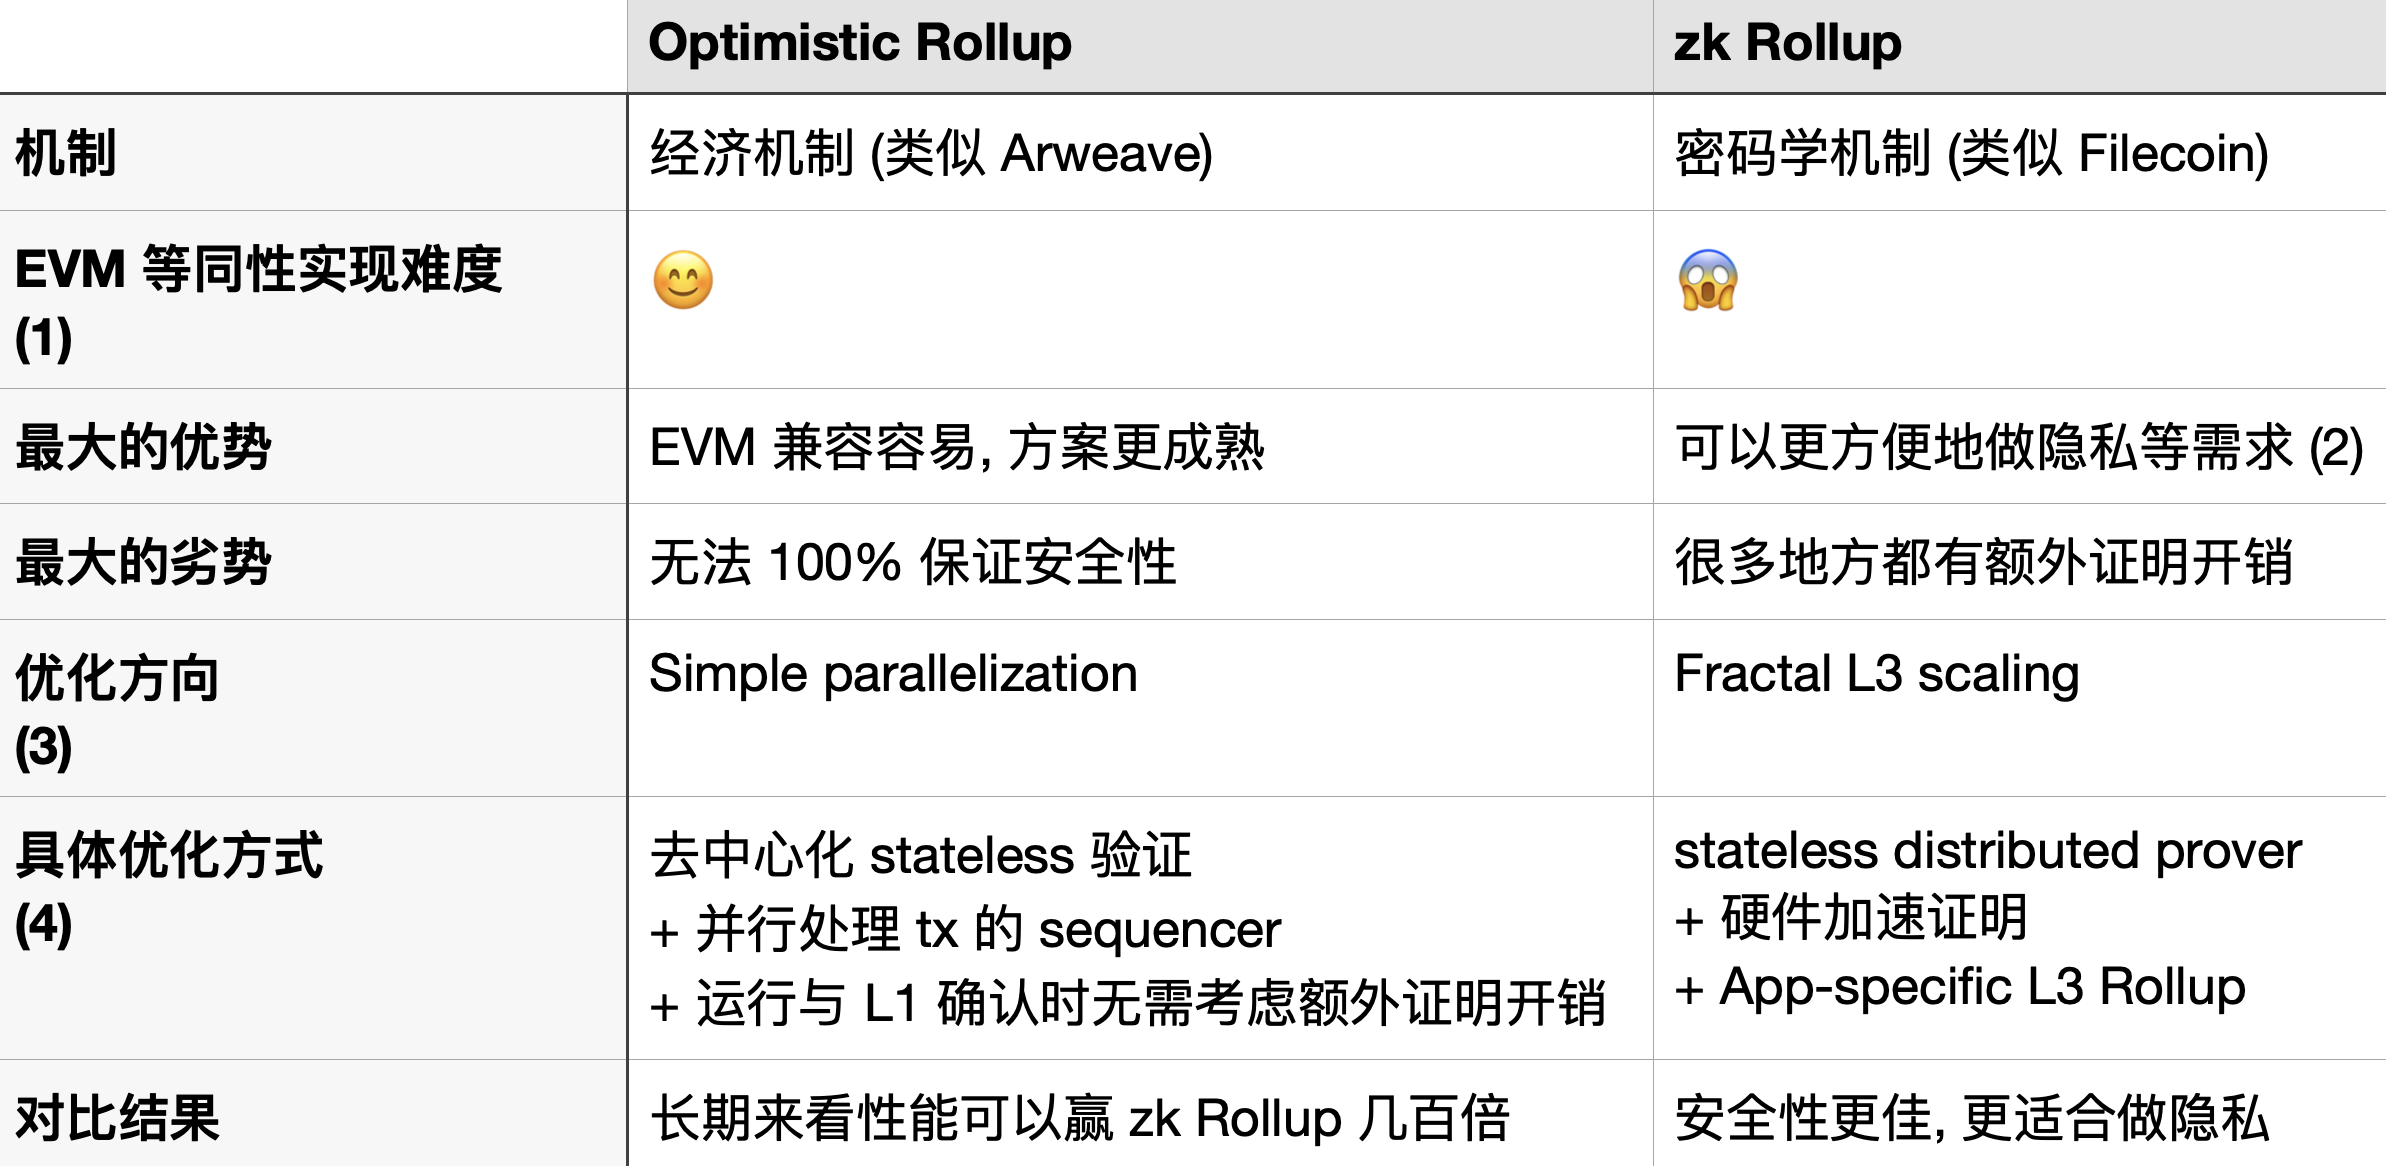 Optimistic Rollup
zk Rollup
机制
经济机制 (类似 Arweave)
密码学机制 (类似 Filecoin)
EVM 等同性实现难度
(1)
😊
😱
最大的优势
EVM 兼容容易, 方案更成熟
可以更方便地做隐私等需求 (2)
最大的劣势
无法 100% 保证安全性
很多地方都有额外证明开销
优化方向
(3)
Simple parallelization
Fractal L3 scaling
具体优化方式
(4)
去中心化 stateless 验证
+ 并行处理 tx 的 sequencer
+ 运行与 L1 确认时无需考虑额外证明开销
stateless distributed prover
+ 硬件加速证明
+ App-specific L3 Rollup
对比结果
长期来看性能可以赢 zk Rollup 几百倍
安全性更佳, 更适合做隐私